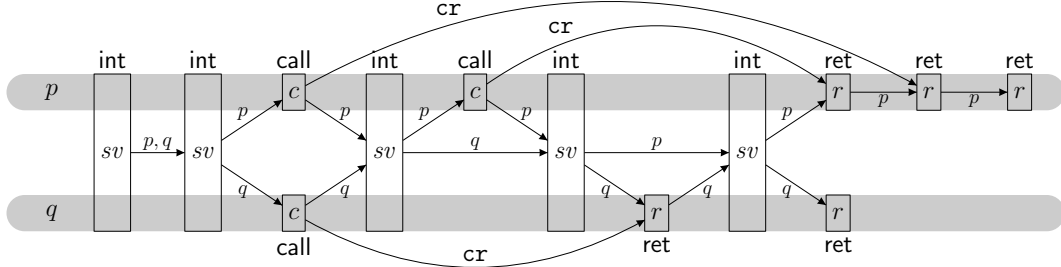 cr
cr
int int call int call int int ret ret ret
p c c r r r
p p p p p p p
sv p, q sv sv q sv p sv
q q q q q
q c r r
call ret ret
cr